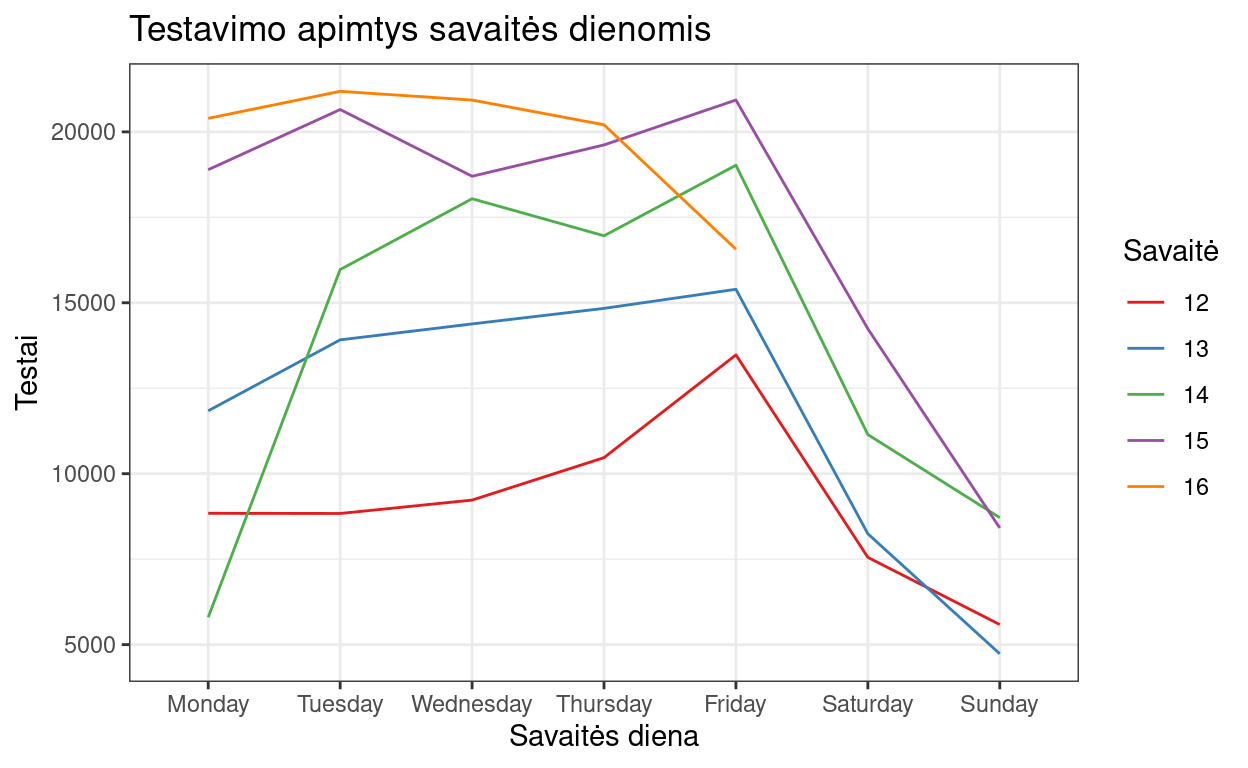 Testavimo apimtys savaitės dienomis
Testai
20000
15000
10000
5000
Monday Tuesday Wednesday Thursday Friday Saturday Sunday
Savaitės diena
Savaitė
12
13
14
15
16